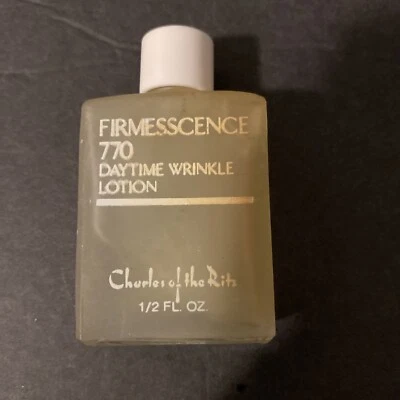 FIRMESSCENCE
770
DAYTIME WRINKLE
LOTION
Charles of the Ritz
1/2 FL. OZ.